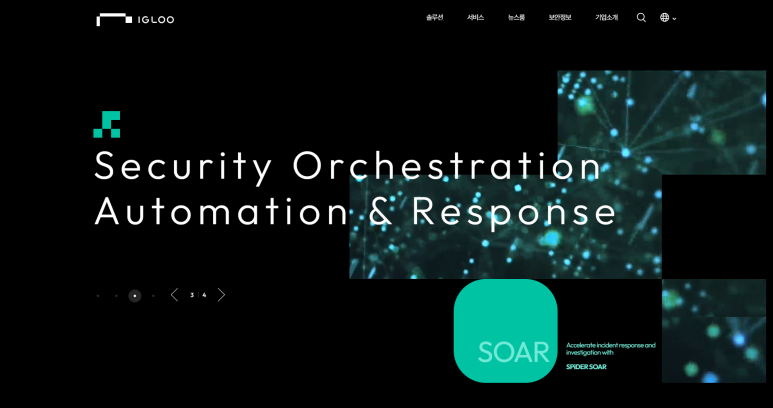 IGLOO
솔루션 서비스 뉴스룸 보안정보 기업소개
Security Orchestration
Automation & Response
3 | 4
SOAR
Accelerate incident response and
investigation with
SPiDER SOAR